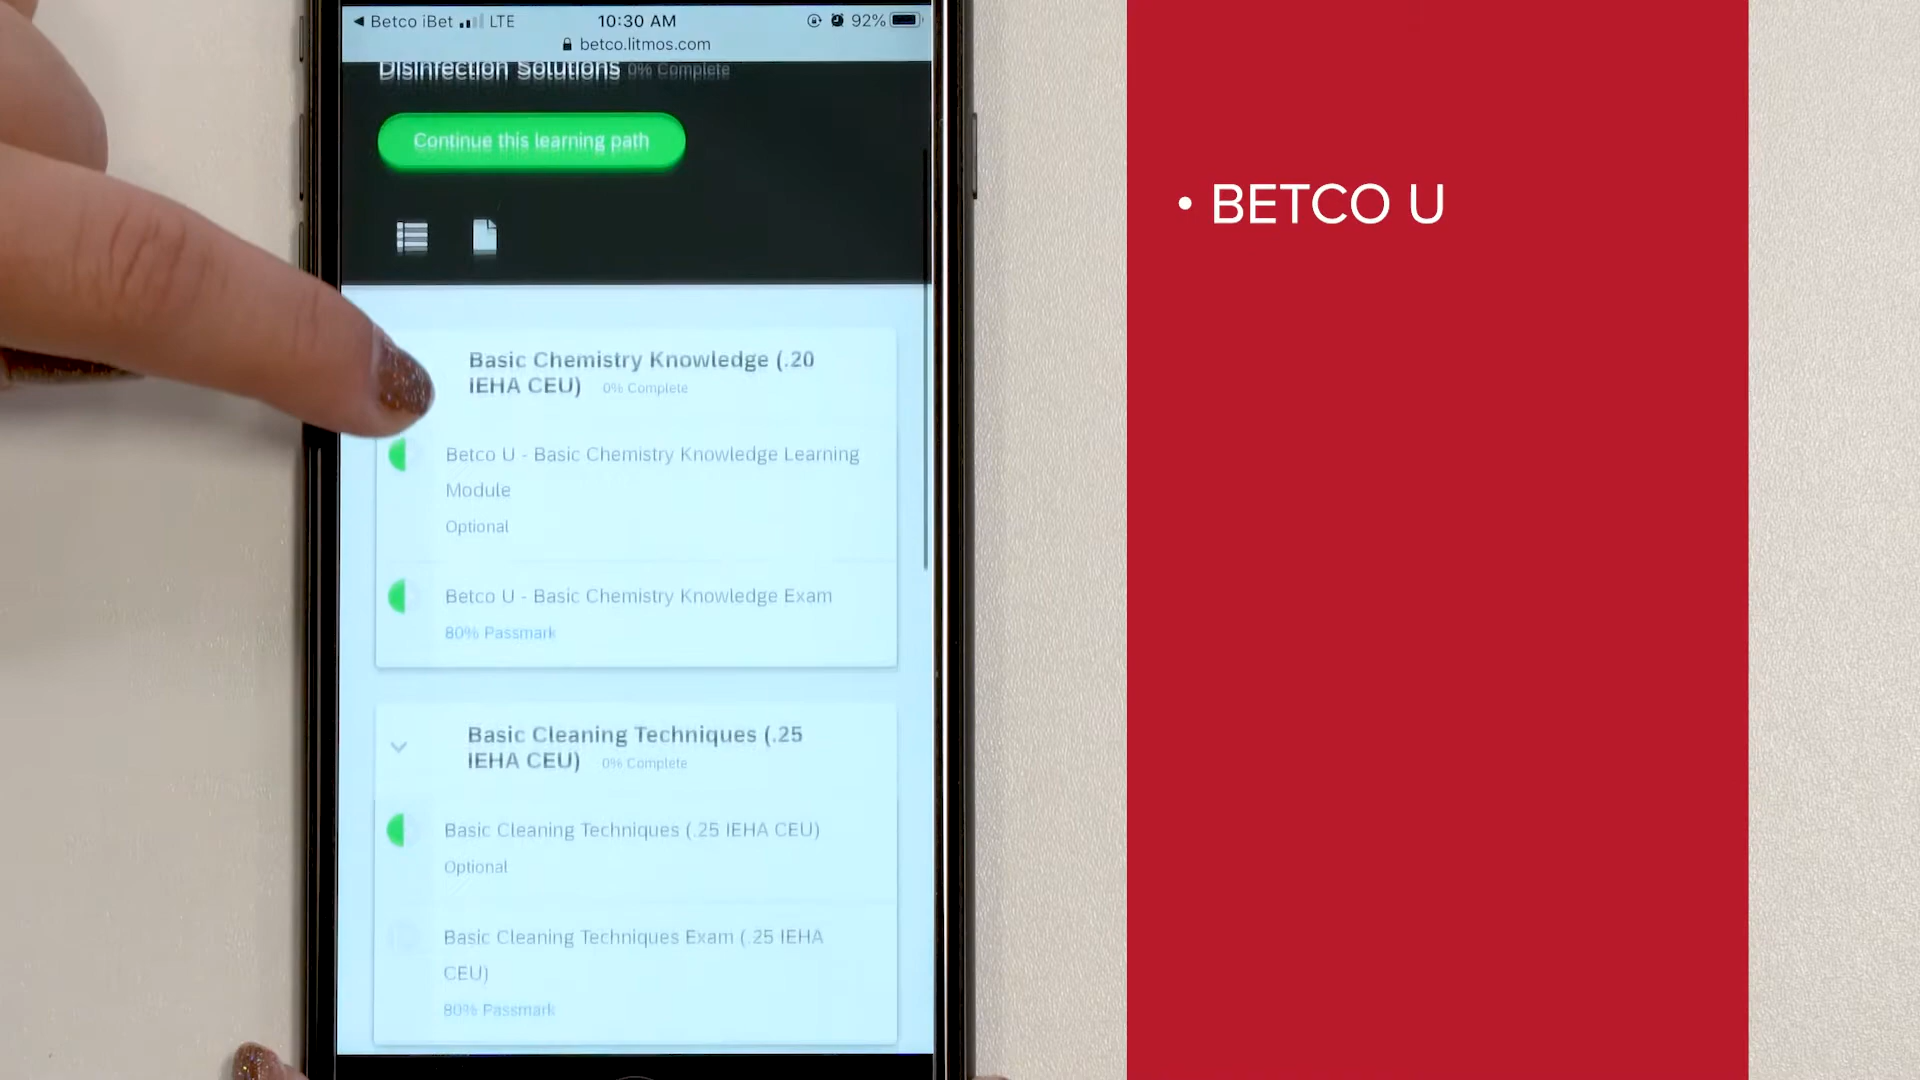 ◀ Betco iBet LTE 10:30 AM 92%
betco.litmos.com
Disinfection Solutions 0% Complete
Continue this learning path
Basic Chemistry Knowledge (.20
IEHA CEU) 0% Complete
Betco U - Basic Chemistry Knowledge Learning
Module
Optional
Betco U - Basic Chemistry Knowledge Exam
80% Passmark
Basic Cleaning Techniques (.25
IEHA CEU) 0% Complete
Basic Cleaning Techniques (.25 IEHA CEU)
Optional
Basic Cleaning Techniques Exam (.25 IEHA
CEU)
80% Passmark
• BETCO U